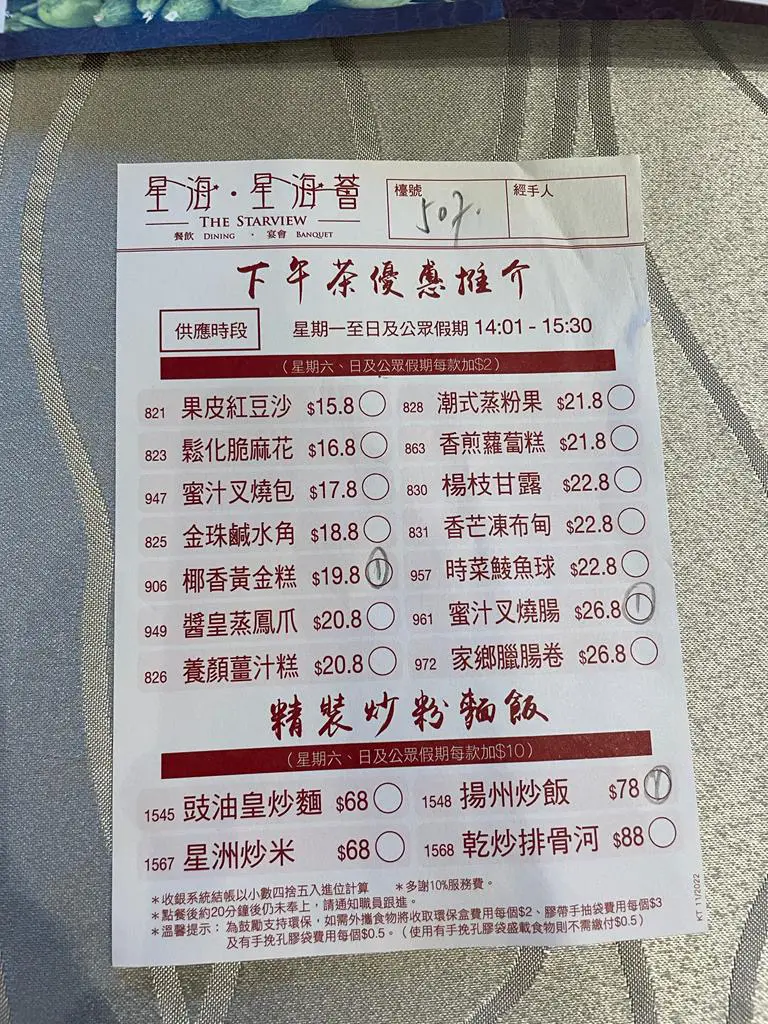 星海·星海薈
THE STARVIEW
餐飲 DINING · 宴會 BANQUET
檯號
經手人
下午茶優惠推介
供應時段 星期一至日及公眾假期 14:01 - 15:30
(星期六、日及公眾假期每款加$2)
821 果皮紅豆沙 $15.8 828 潮式蒸粉果 $21.8
823 鬆化脆麻花 $16.8 863 香煎蘿蔔糕 $21.8
947 蜜汁叉燒包 $17.8 830 楊枝甘露 $22.8
825 金珠鹹水角 $18.8 831 香芒凍布甸 $22.8
906 椰香黃金糕 $19.8 1 957 時菜鯪魚球 $22.8
949 醬皇蒸鳳爪 $20.8 961 蜜汁叉燒腸 $26.8 1
826 養顏薑汁糕 $20.8 972 家鄉臘腸卷 $26.8
精裝炒粉麵飯
(星期六、日及公眾假期每款加$10)
1545 豉油皇炒麵 $68 1548 揚州炒飯 $78 1
1567 星洲炒米 $68 1568 乾炒排骨河 $88
*收銀系統結帳以小數四捨五入進位計算 *多謝10%服務費。
*點餐後約20分鐘後仍未奉上,請通知職員跟進。
*溫馨提示:為鼓勵支持環保,如需外攜食物將收取環保盒費用每個$2、膠帶手抽袋費用每個$3
及有手挽孔膠袋費用每個$0.5。(使用有手挽孔膠袋盛載食物則不需繳付$0.5)
KT 11/2022